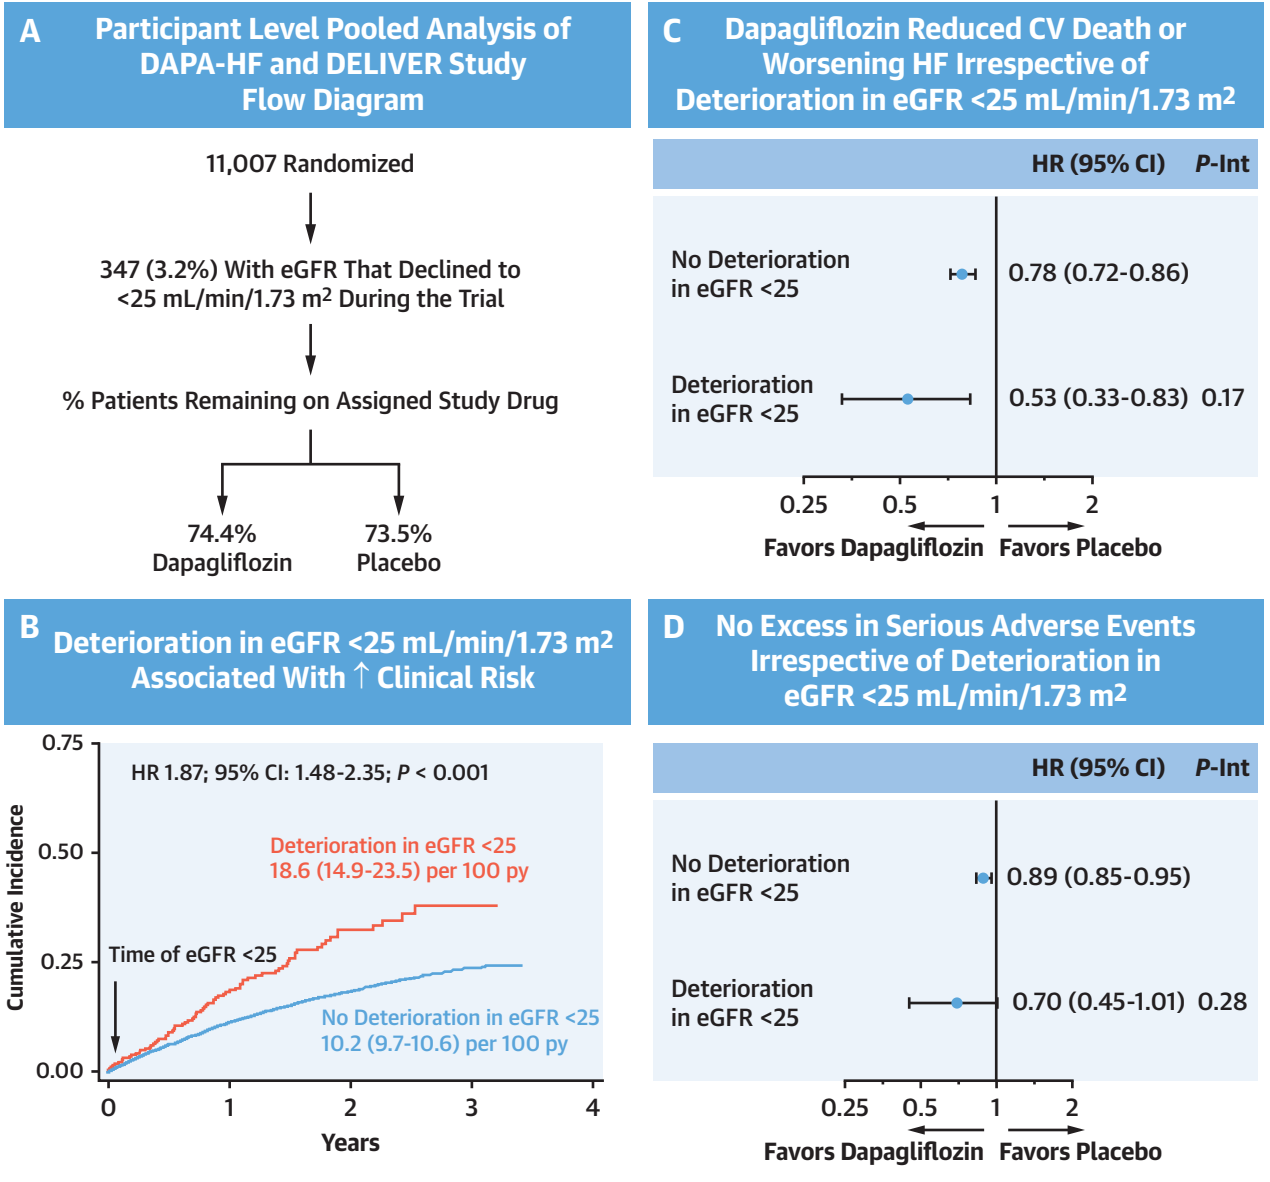 A
Participant Level Pooled Analysis of
DAPA-HF and DELIVER Study
Flow Diagram
11,007 Randomized
347 (3.2%) With eGFR That Declined to
<25 mL/min/1.73 m2 During the Trial
% Patients Remaining on Assigned Study Drug
74.4%
Dapagliflozin
73.5%
Placebo
B
Deterioration in eGFR <25 mL/min/1.73 m2
Associated With ↑ Clinical Risk
Cumulative Incidence
0.75
0.50
0.25
0.00
HR 1.87; 95% CI: 1.48-2.35; P < 0.001
Deterioration in eGFR <25
18.6 (14.9-23.5) per 100 py
Time of eGFR <25
No Deterioration in eGFR <25
10.2 (9.7-10.6) per 100 py
0 1 2 3 4
Years
C
Dapagliflozin Reduced CV Death or
Worsening HF Irrespective of
Deterioration in eGFR <25 mL/min/1.73 m2
HR (95% CI) P-Int
No Deterioration
in eGFR <25
0.78 (0.72-0.86)
Deterioration
in eGFR <25
0.53 (0.33-0.83) 0.17
0.25 0.5 1 2
Favors Dapagliflozin Favors Placebo
D
No Excess in Serious Adverse Events
Irrespective of Deterioration in
eGFR <25 mL/min/1.73 m2
HR (95% CI) P-Int
No Deterioration
in eGFR <25
0.89 (0.85-0.95)
Deterioration
in eGFR <25
0.70 (0.45-1.01) 0.28
0.25 0.5 1 2
Favors Dapagliflozin Favors Placebo